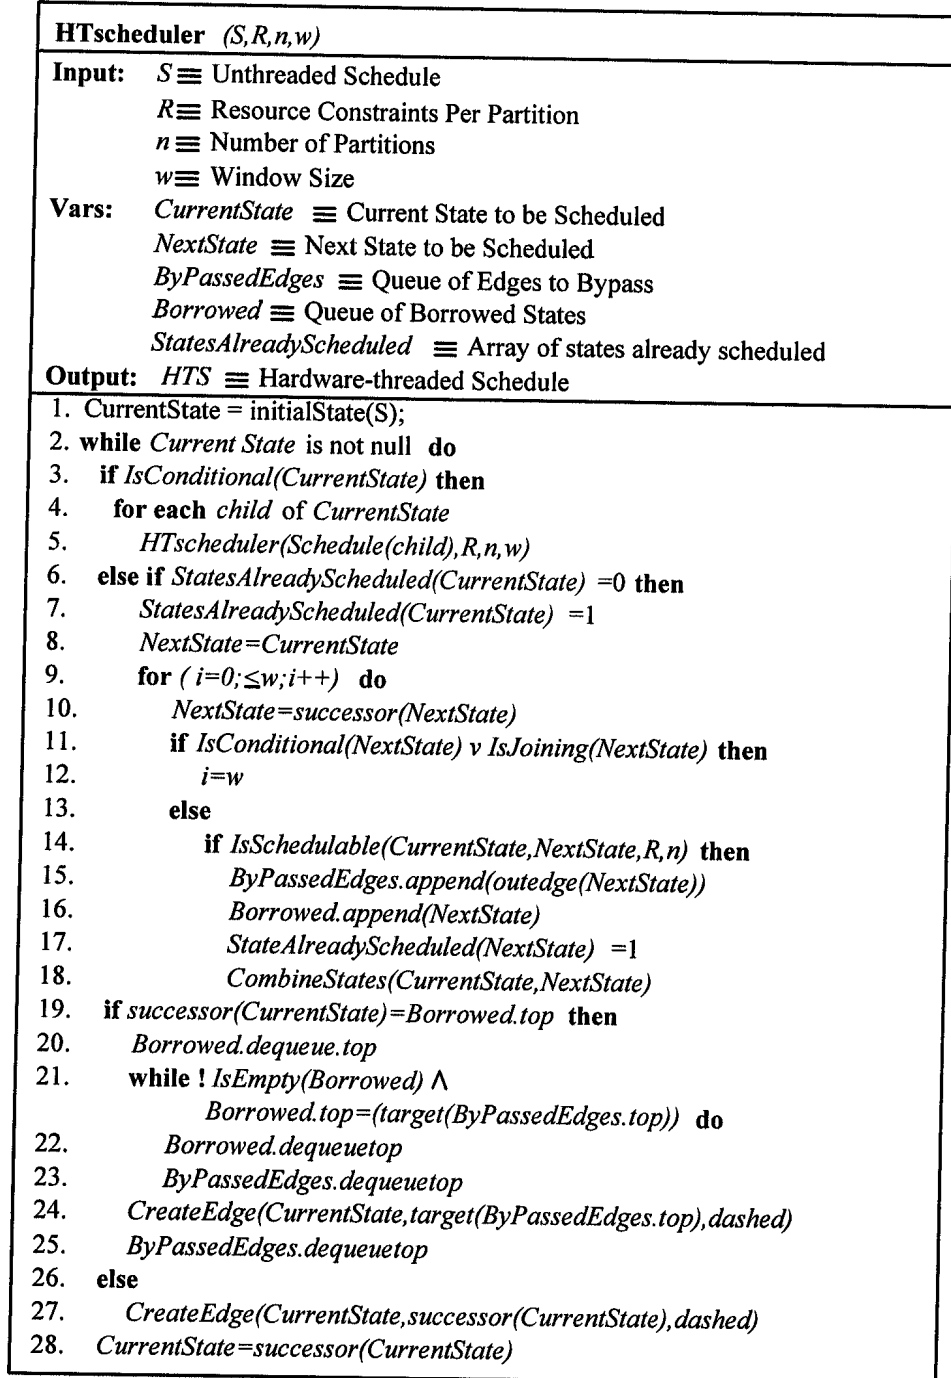 HTscheduler (S,R,n,w)
Input: S≡ Unthreaded Schedule
R≡ Resource Constraints Per Partition
n≡ Number of Partitions
w≡ Window Size
Vars: CurrentState ≡ Current State to be Scheduled
NextState ≡ Next State to be Scheduled
ByPassedEdges ≡ Queue of Edges to Bypass
Borrowed ≡ Queue of Borrowed States
StatesAlreadyScheduled ≡ Array of states already scheduled
Output: HTS ≡ Hardware-threaded Schedule
1. CurrentState = initialState(S);
2. while Current State is not null do
3. if IsConditional(CurrentState) then
4. for each child of CurrentState
5. HTscheduler(Schedule(child),R,n,w)
6. else if StatesAlreadyScheduled(CurrentState) =0 then
7. StatesAlreadyScheduled(CurrentState) =1
8. NextState=CurrentState
9. for ( i=0;≤w;i++) do
10. NextState=successor(NextState)
11. if IsConditional(NextState) v IsJoining(NextState) then
12. i=w
13. else
14. if IsSchedulable(CurrentState,NextState,R,n) then
15. ByPassedEdges.append(outedge(NextState))
16. Borrowed.append(NextState)
17. StateAlreadyScheduled(NextState) =1
18. CombineStates(CurrentState,NextState)
19. if successor(CurrentState)=Borrowed.top then
20. Borrowed.dequeue.top
21. while ! IsEmpty(Borrowed) Λ
Borrowed.top=(target(ByPassedEdges.top)) do
22. Borrowed.dequeuetop
23. ByPassedEdges.dequeuetop
24. CreateEdge(CurrentState,target(ByPassedEdges.top),dashed)
25. ByPassedEdges.dequeuetop
26. else
27. CreateEdge(CurrentState,successor(CurrentState),dashed)
28. CurrentState=successor(CurrentState)